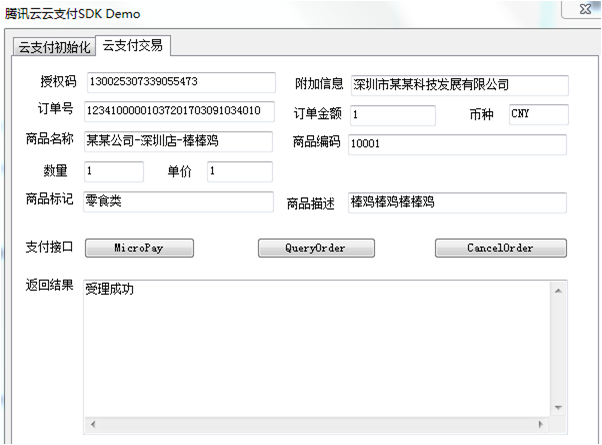 腾讯云云支付SDK Demo
云支付初始化 云支付交易
授权码 130025307339055473 附加信息 深圳市某某科技发展有限公司
订单号 12341000001037201703091034010 订单金额 1 币种 CNY
商品名称 某某公司-深圳店-棒棒鸡 商品编码 10001
数量 1 单价 1
商品标记 零食类 商品描述 棒鸡棒鸡棒棒鸡
支付接口 MicroPay QueryOrder CancelOrder
返回结果 受理成功